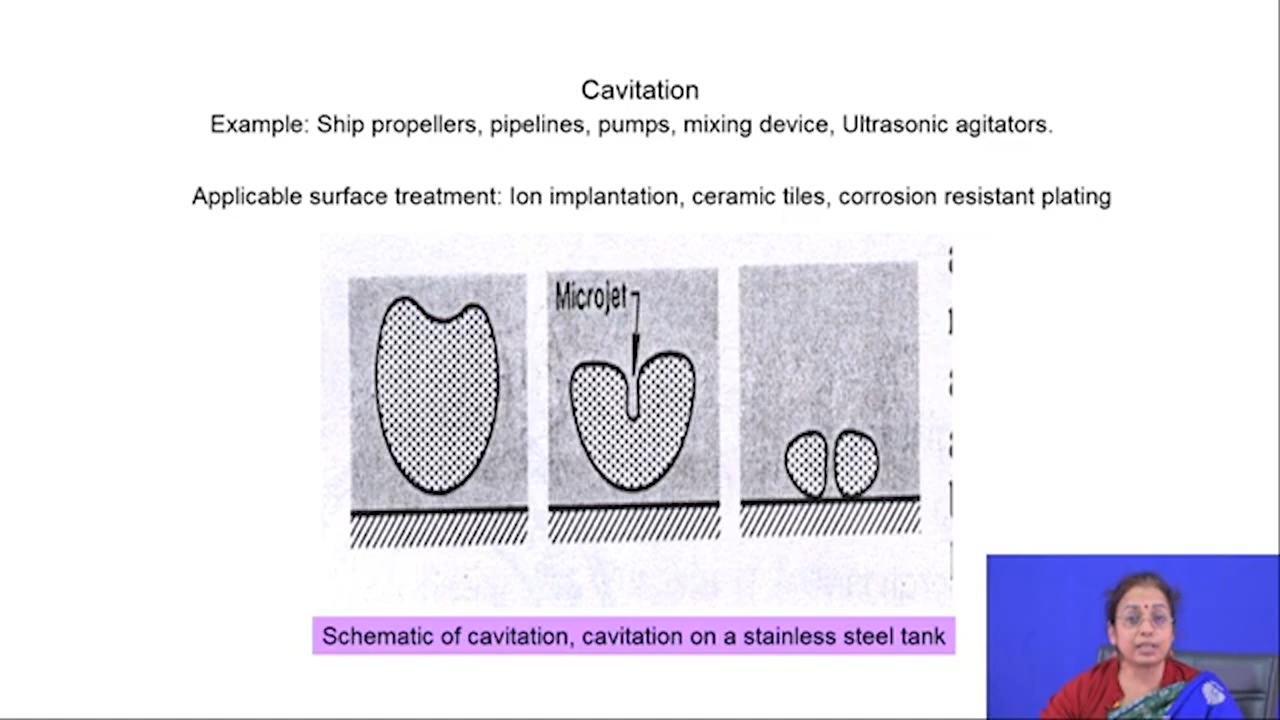 Cavitation
Example: Ship propellers, pipelines, pumps, mixing device, Ultrasonic agitators.
Applicable surface treatment: Ion implantation, ceramic tiles, corrosion resistant plating
Microjet
Schematic of cavitation, cavitation on a stainless steel tank